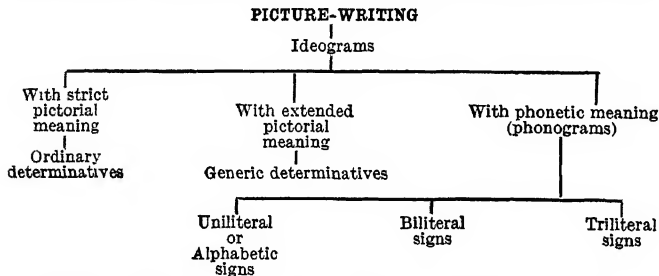 PICTURE-WRITING
Ideograms
With strict
pictorial
meaning
Ordinary
determinatives
With extended
pictorial
meaning
Generic determinatives
With phonetic meaning
(phonograms)
Uniliteral
or
Alphabetic
signs
Biliteral
signs
Triliteral
signs